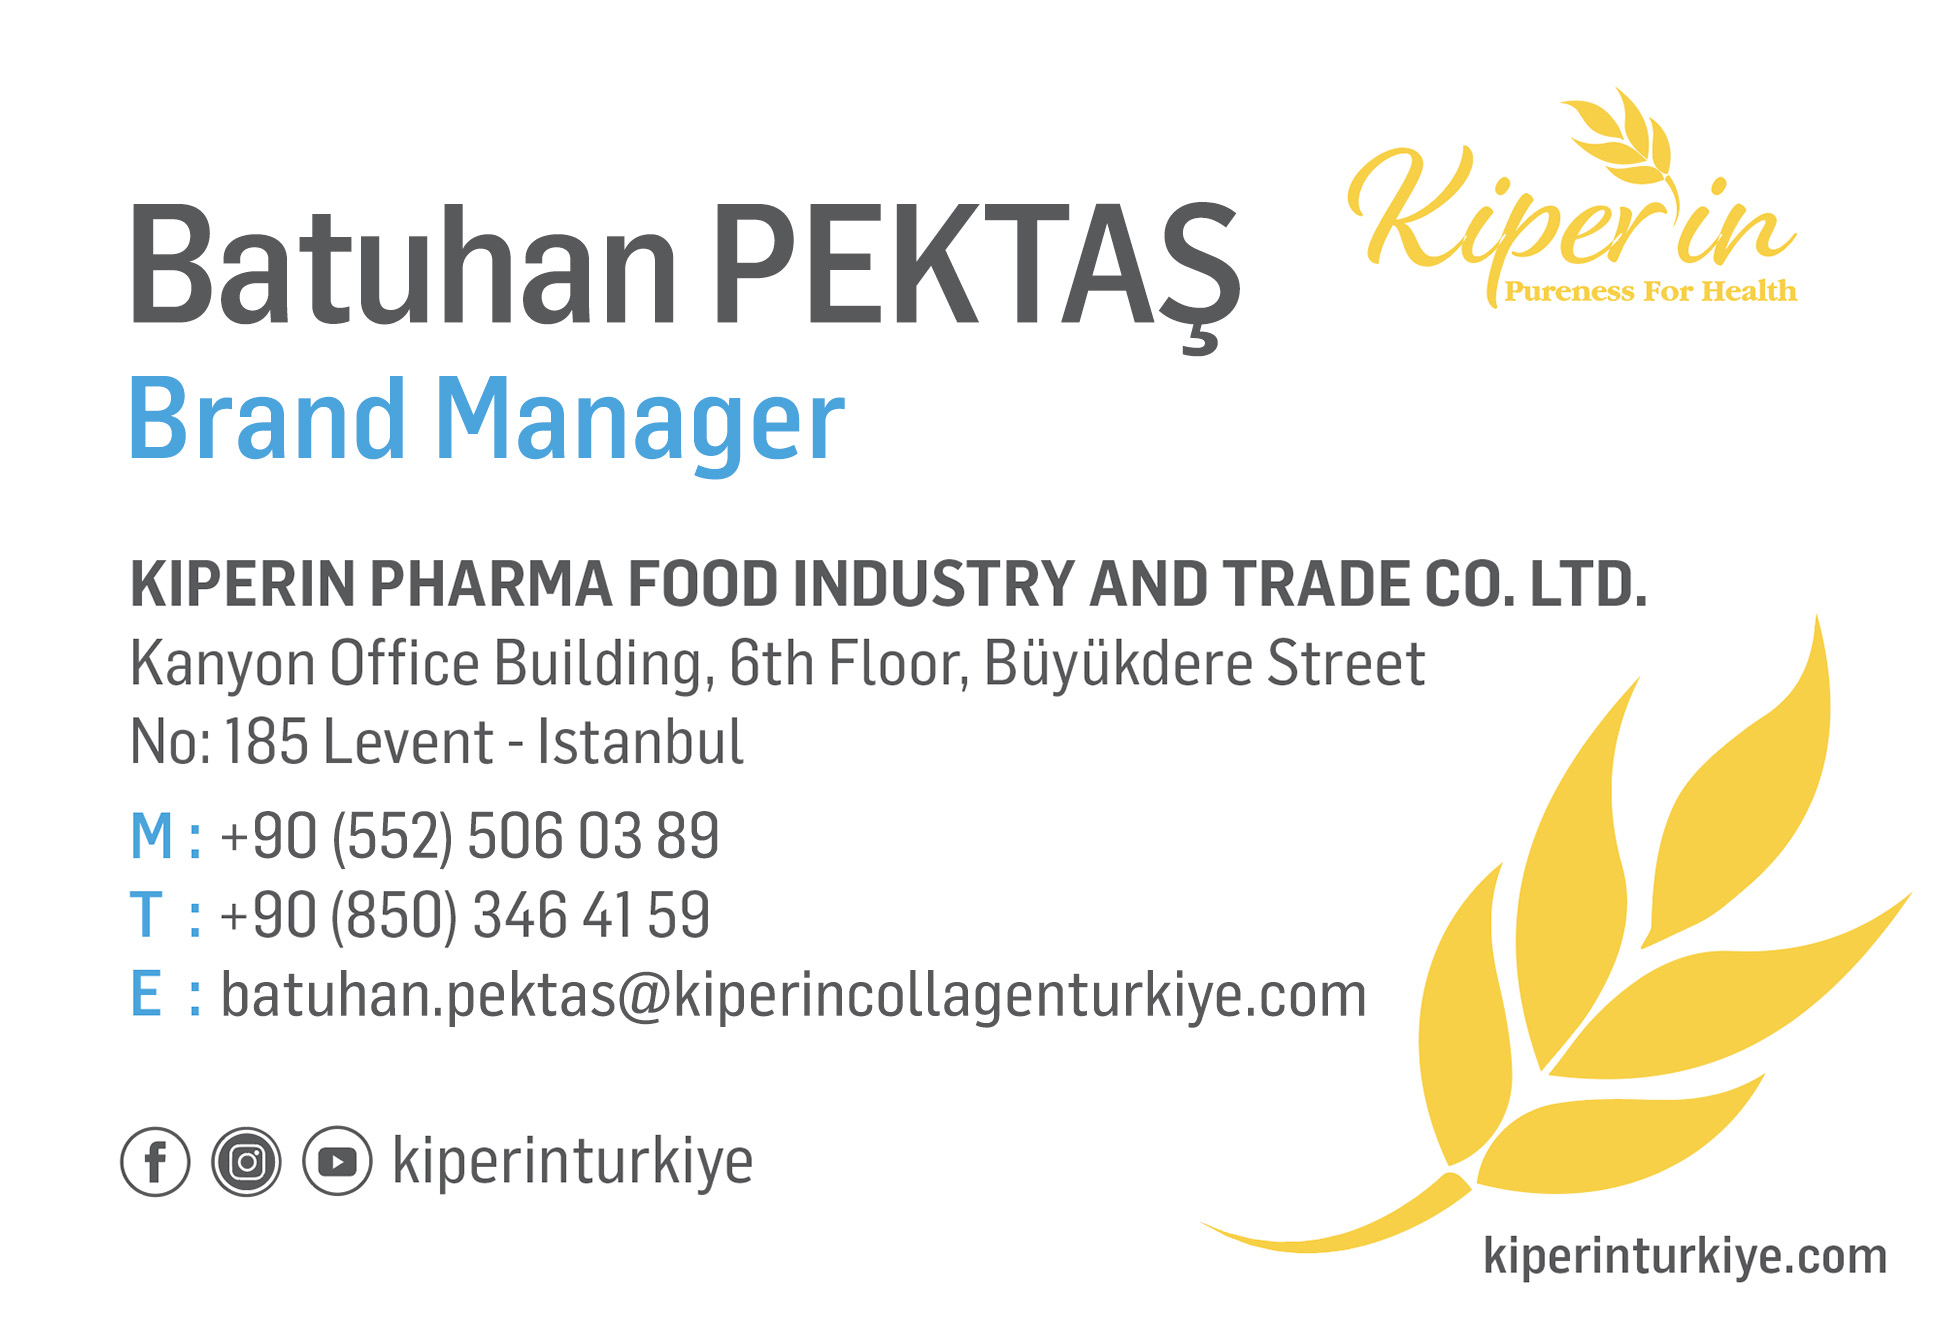 Kiperin
Pureness For Health
Batuhan PEKTAŞ
Brand Manager
KIPERIN PHARMA FOOD INDUSTRY AND TRADE CO. LTD.
Kanyon Office Building, 6th Floor, Büyükdere Street
No: 185 Levent - Istanbul
M : +90 (552) 506 03 89
T : +90 (850) 346 41 59
E : batuhan.pektas@kiperincollagenturkiye.com
kiperinturkiye
kiperinturkiye.com